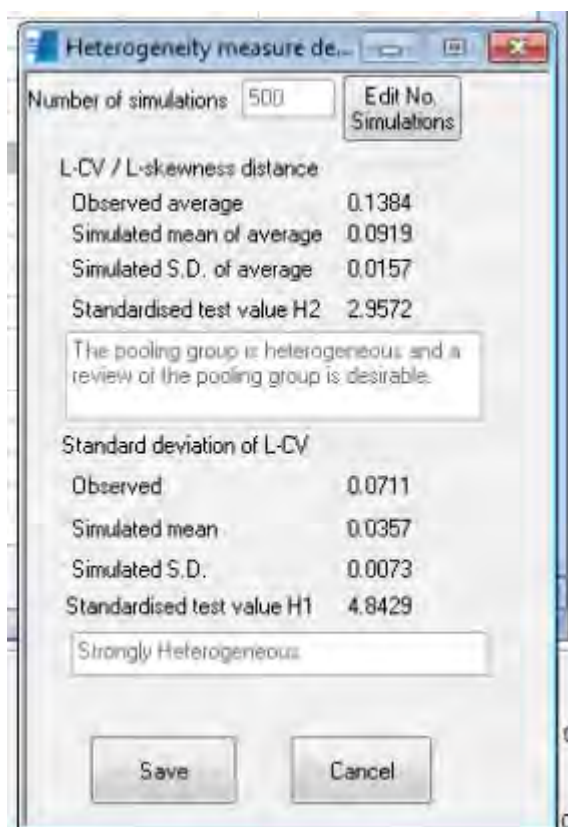 Heterogeneity measure de...
Number of simulations 500 Edit No. Simulations
L-CV / L-skewness distance
Observed average 0.1384
Simulated mean of average 0.0919
Simulated S.D. of average 0.0157
Standardised test value H2 2.9572
The pooling group is heterogeneous and a
review of the pooling group is desirable.
Standard deviation of L-CV
Observed 0.0711
Simulated mean 0.0357
Simulated S.D. 0.0073
Standardised test value H1 4.8429
Strongly Heterogeneous
Save Cancel